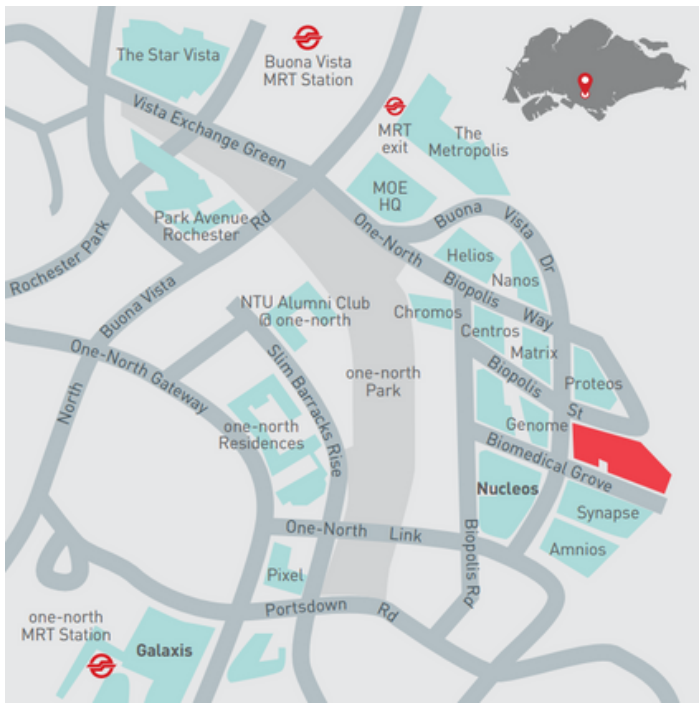 The Star Vista
Buona Vista
MRT Station
Vista Exchange Green
MRT
exit
The
Metropolis
MOE
HQ
Park Avenue
Rochester
Rd
Buona Vista
North
Rochester Park
One-North
Buona
Vista
Dr
Helios
Nanos
Biopolis
Way
NTU Alumni Club
@ one-north
Chromos
Centros
Matrix
Proteos
One-North Gateway
Slim Barracks Rise
one-north
Park
Biopolis
St
one-north
Residences
Genome
Biomedical Grove
Nucleos
Synapse
Amnios
One-North
Link
Biopolis Rd
Pixel
Portsdown
Rd
one-north
MRT Station
Galaxis